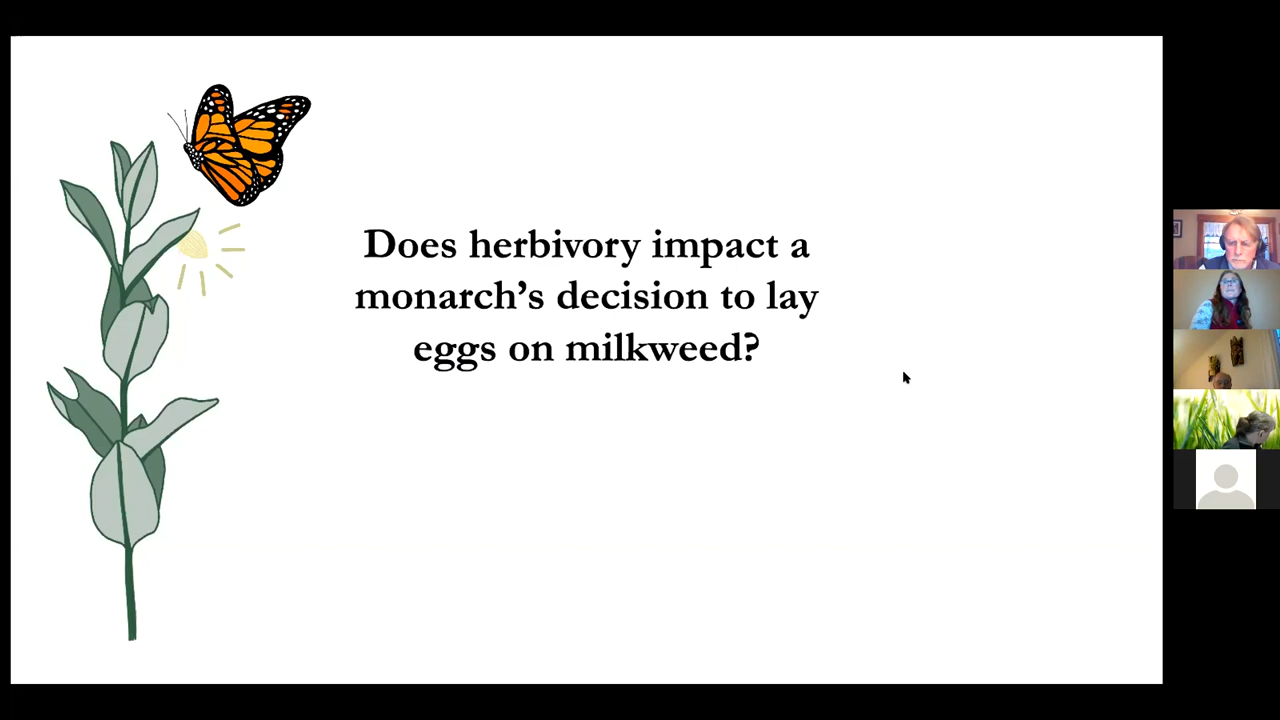 Does herbivory impact a
monarch’s decision to lay
eggs on milkweed?